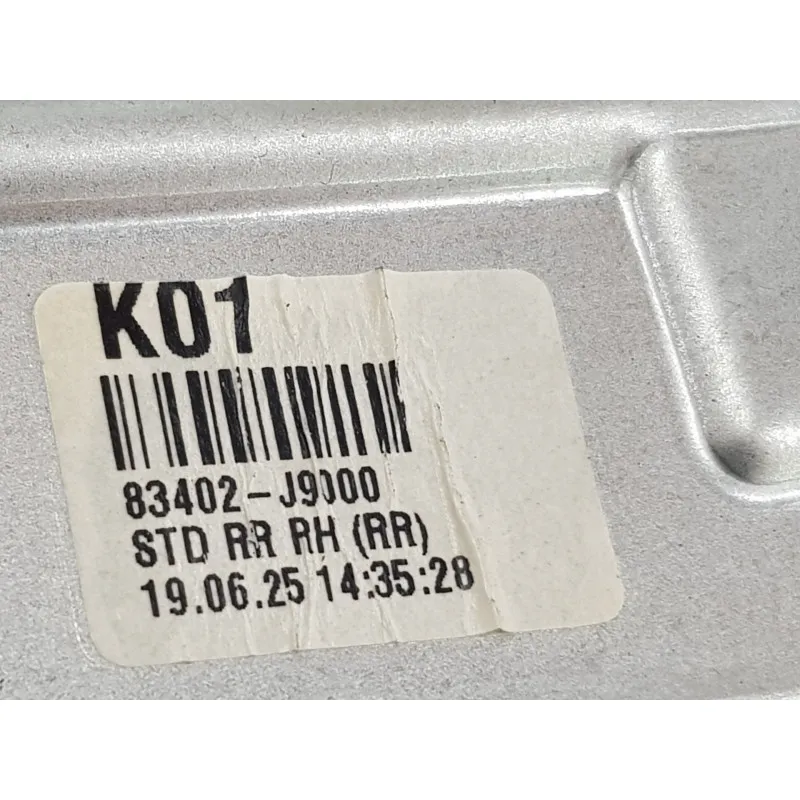 K01
83402-J9000
STD RR RH (RR)
19.06.25 14:35:28